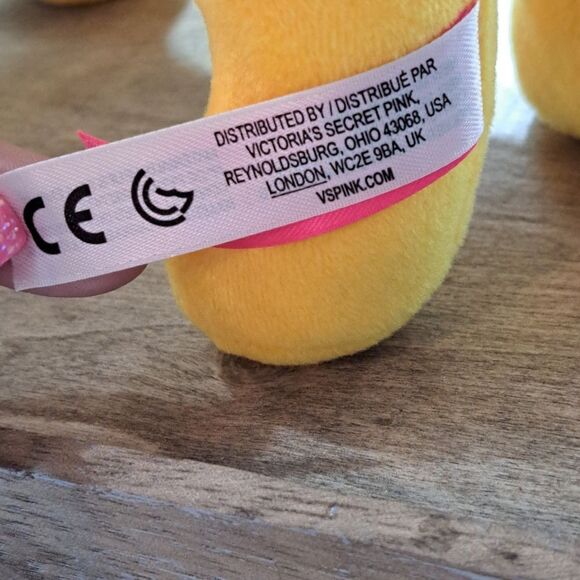 DISTRIBUTED BY / DISTRIBUÉ PAR
VICTORIA'S SECRET PINK,
REYNOLDSBURG, OHIO 43068, USA
LONDON, WC2E 9BA, UK
VSPINK.COM
CE